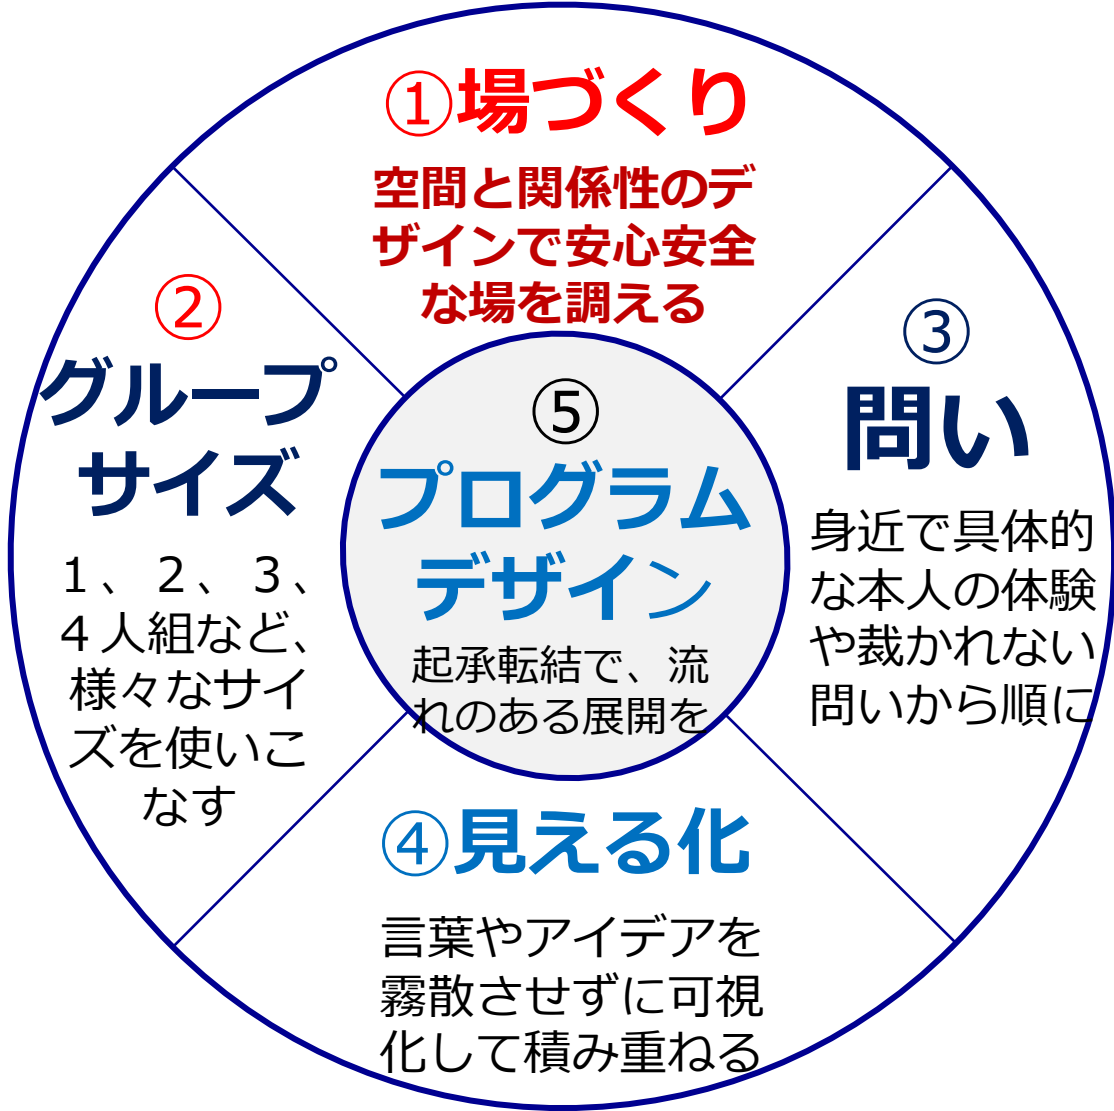 ①場づくり
空間と関係性のデ
ザインで安心安全
な場を調える
②
グループ
サイズ
１、２、３、
４人組など、
様々なサイ
ズを使いこ
なす
③
問い
身近で具体的
な本人の体験
や裁かれない
問いから順に
④見える化
言葉やアイデアを
霧散させずに可視
化して積み重ねる
⑤
プログラム
デザイン
起承転結で、流
れのある展開を